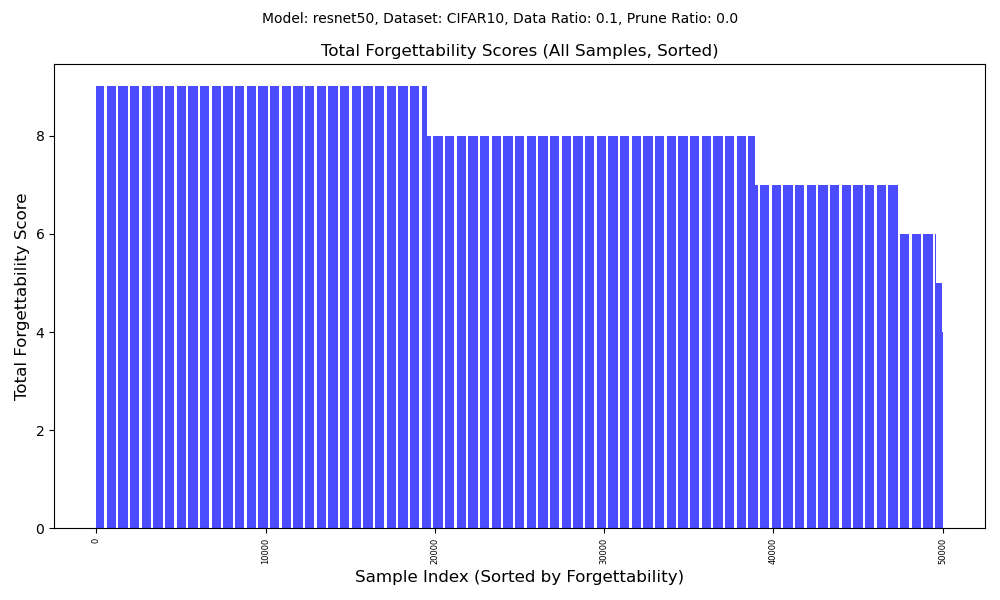 Model: resnet50, Dataset: CIFAR10, Data Ratio: 0.1, Prune Ratio: 0.0
Total Forgettability Scores (All Samples, Sorted)
Total Forgettability Score
8
6
4
2
0
0
10000
20000
30000
40000
50000
Sample Index (Sorted by Forgettability)